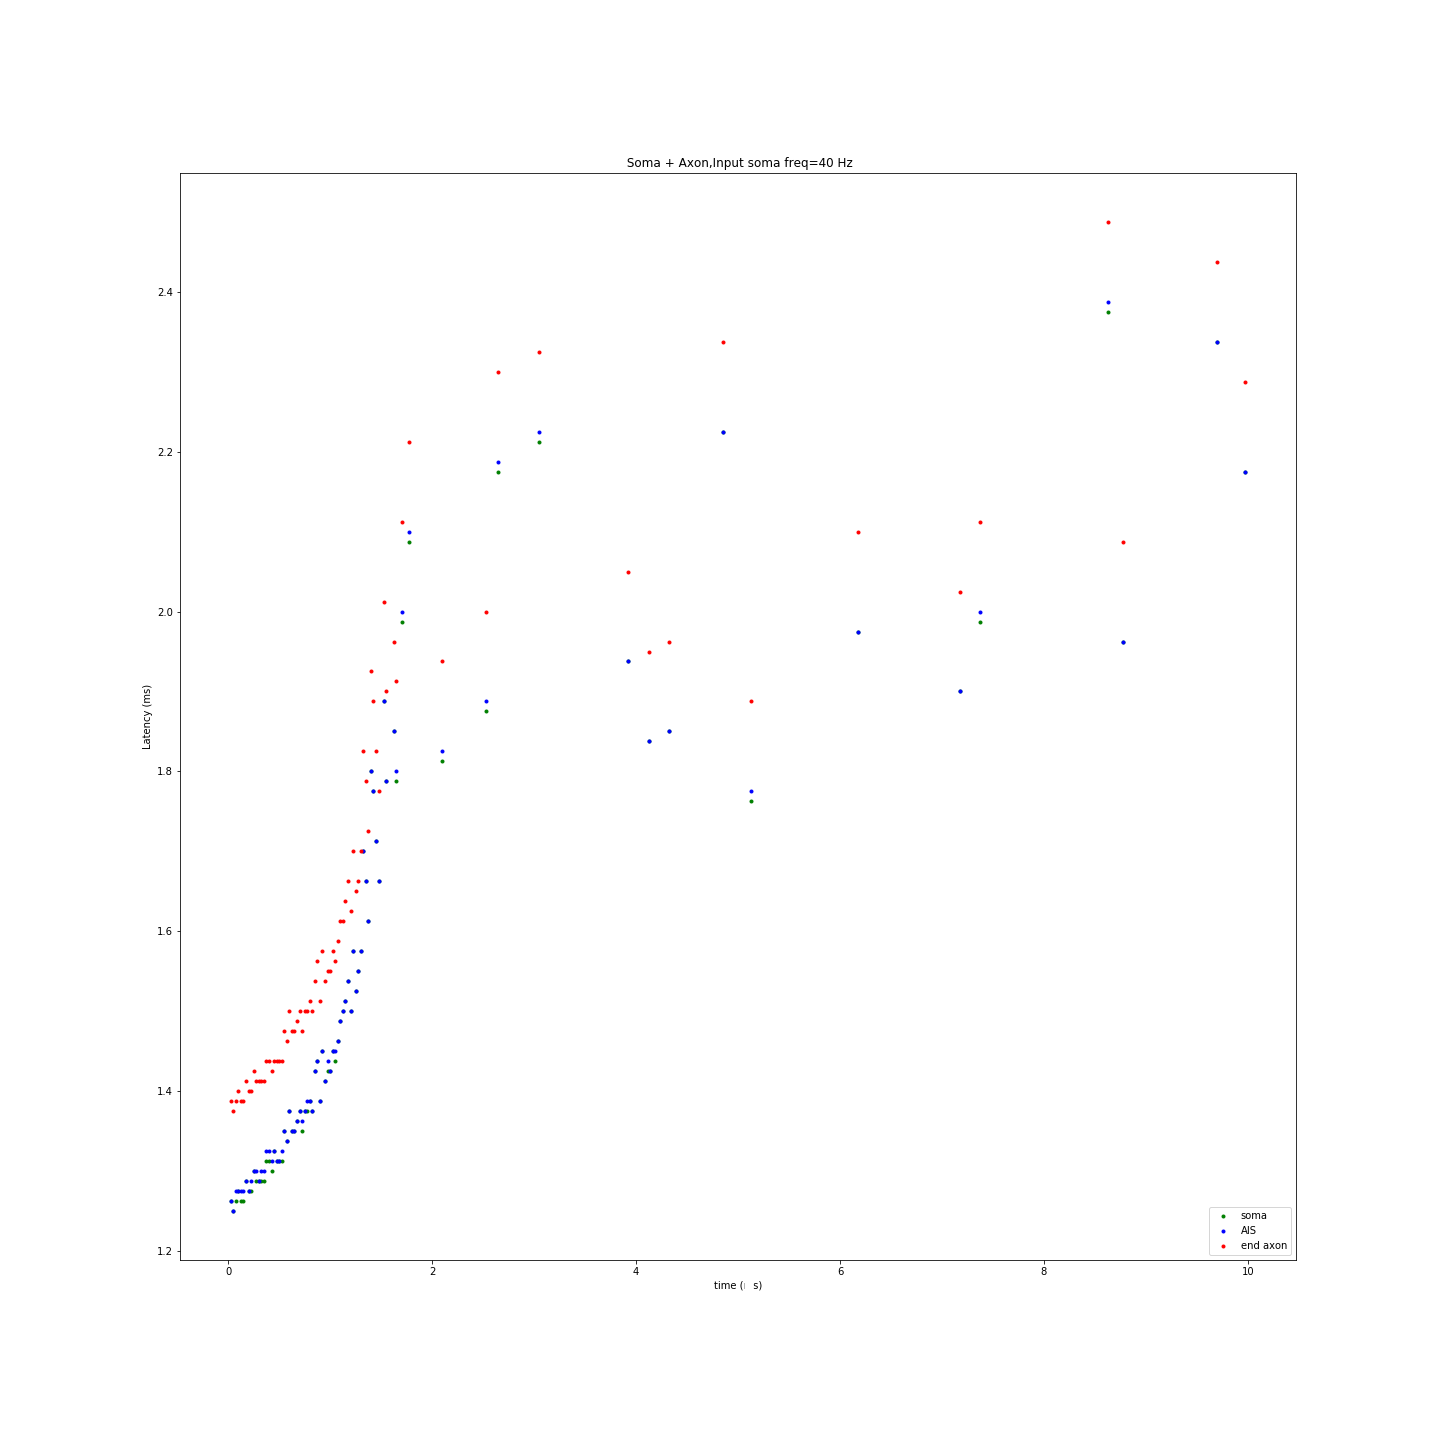 Soma + Axon,Input soma freq=40 Hz
2.4
2.2
2.0
1.8
1.6
1.4
1.2
Latency (ms)
0 2 4 6 8 10
time ( s)
soma
AIS
end axon